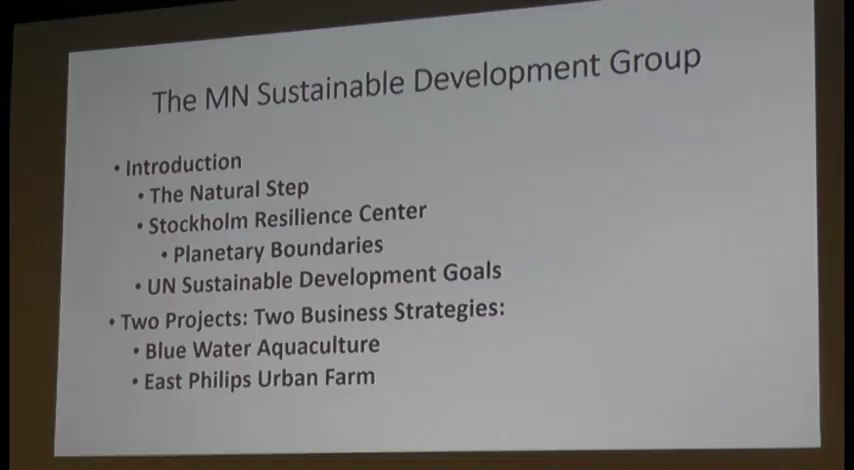 The MN Sustainable Development Group
• Introduction
• The Natural Step
• Stockholm Resilience Center
• Planetary Boundaries
• UN Sustainable Development Goals
• Two Projects: Two Business Strategies:
• Blue Water Aquaculture
• East Philips Urban Farm